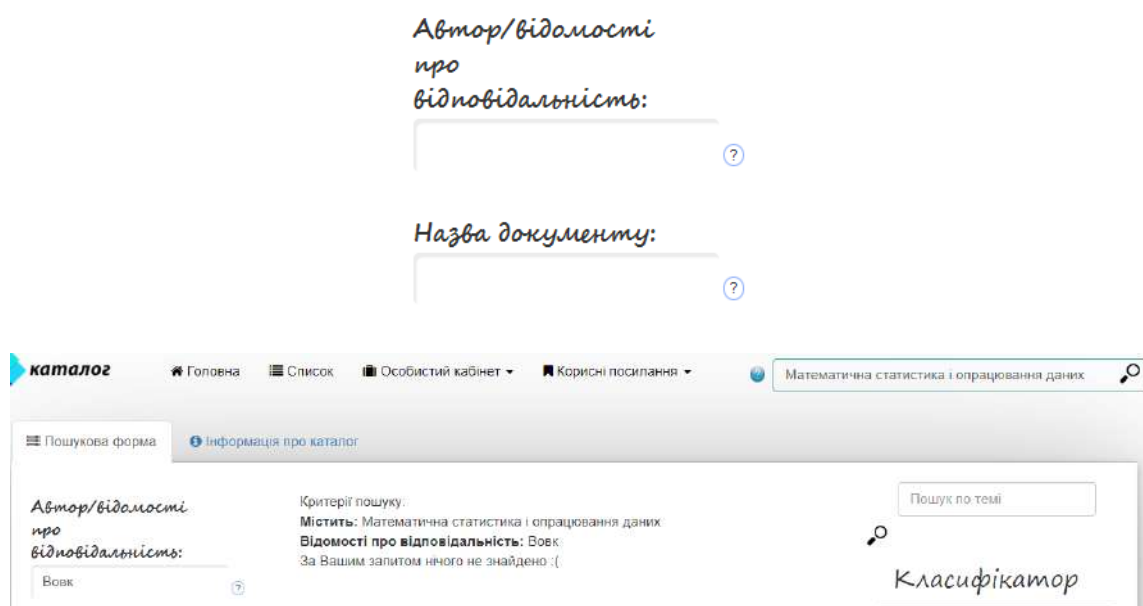 Автор/відомості
про
відповідальність:
?
Назва документу:
?
каталог Головна Список Особистий кабінет Корисні посилання ? Математична статистика і опрацювання даних
Пошукова форма Інформація про каталог
Автор/відомості
про
відповідальність:
Вовк
?
Критерії пошуку:
Містить: Математична статистика і опрацювання даних
Відомості про відповідальність: Вовк
За Вашим запитом нічого не знайдено :(
Пошук по темі
Класифікатор